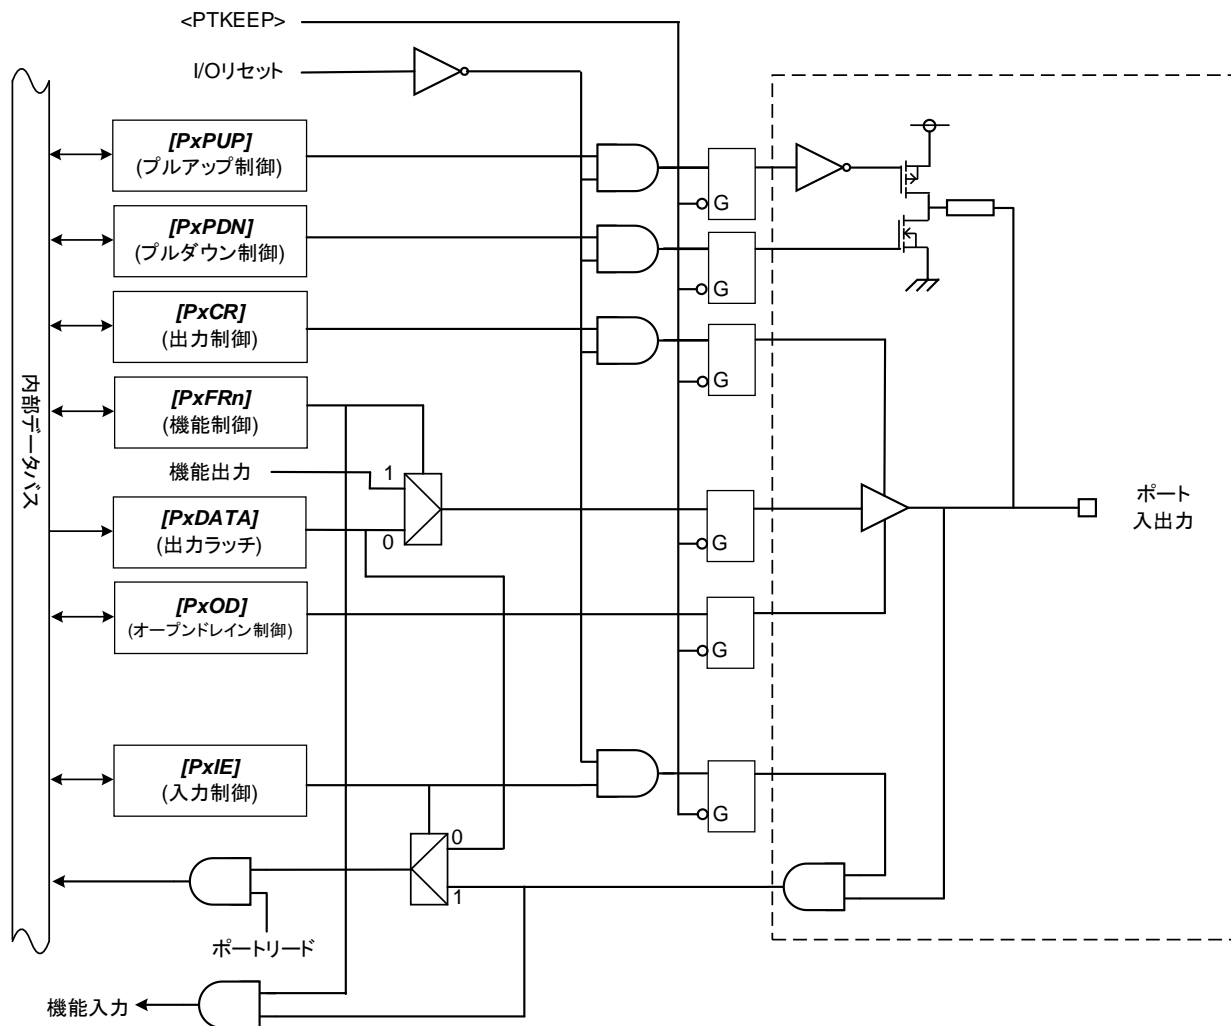 <PTKEEP>
I/Oリセット
[PxPUP]
(プルアップ制御)
G
[PxPDN]
(プルダウン制御)
G
[PxCR]
(出力制御)
G
内部データバス
[PxFRn]
(機能制御)
機能出力
1
[PxDATA]
(出力ラッチ)
0
G
ポート
入出力
[PxOD]
(オープンドレイン制御)
G
[PxIE]
(入力制御)
G
0
1
ポートリード
機能入力